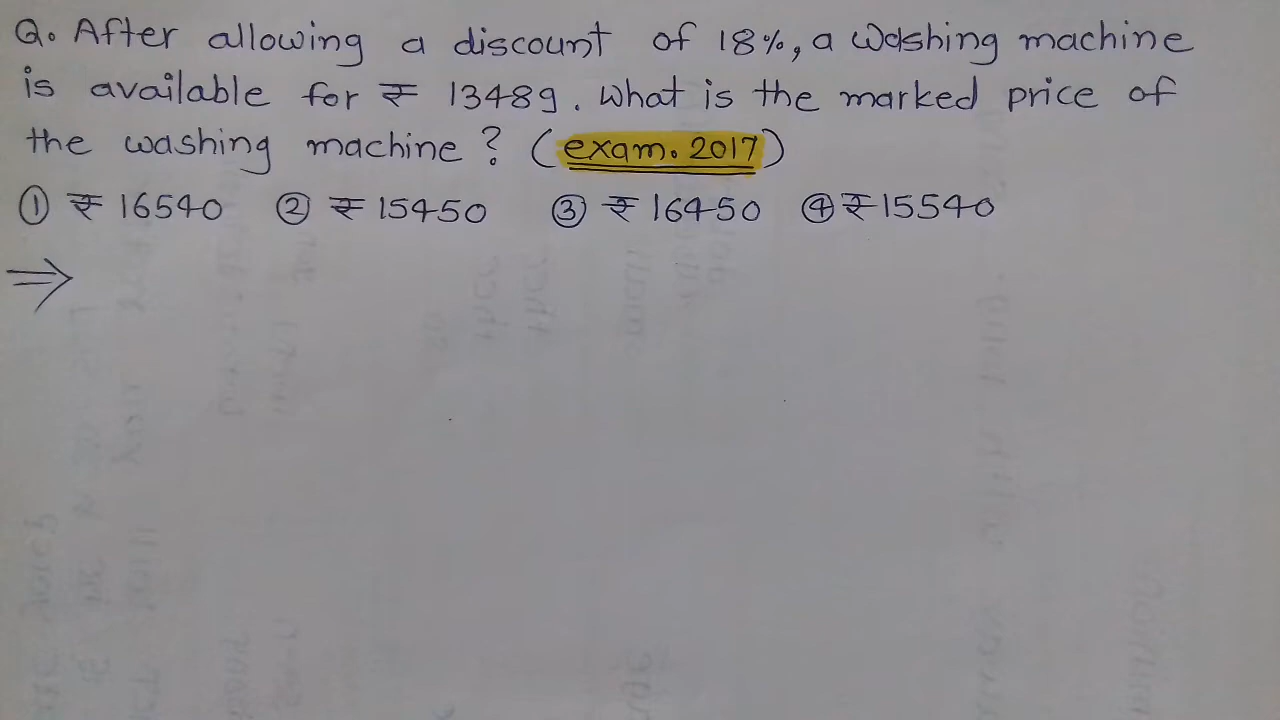 Q. After allowing a discount of 18%, a washing machine
is available for ₹ 13489. What is the marked price of
the washing machine? (exam. 2017)
① ₹ 16540 ② ₹ 15450 ③ ₹ 16450 ④ ₹ 15540
⇒